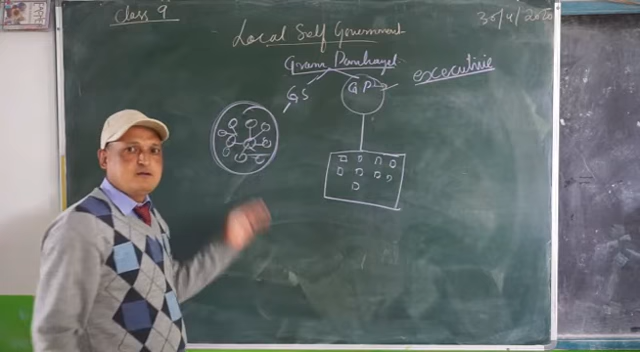 Class 9
30/4/2020
Local Self Government
Gram Panchayat
GS
GP
executive